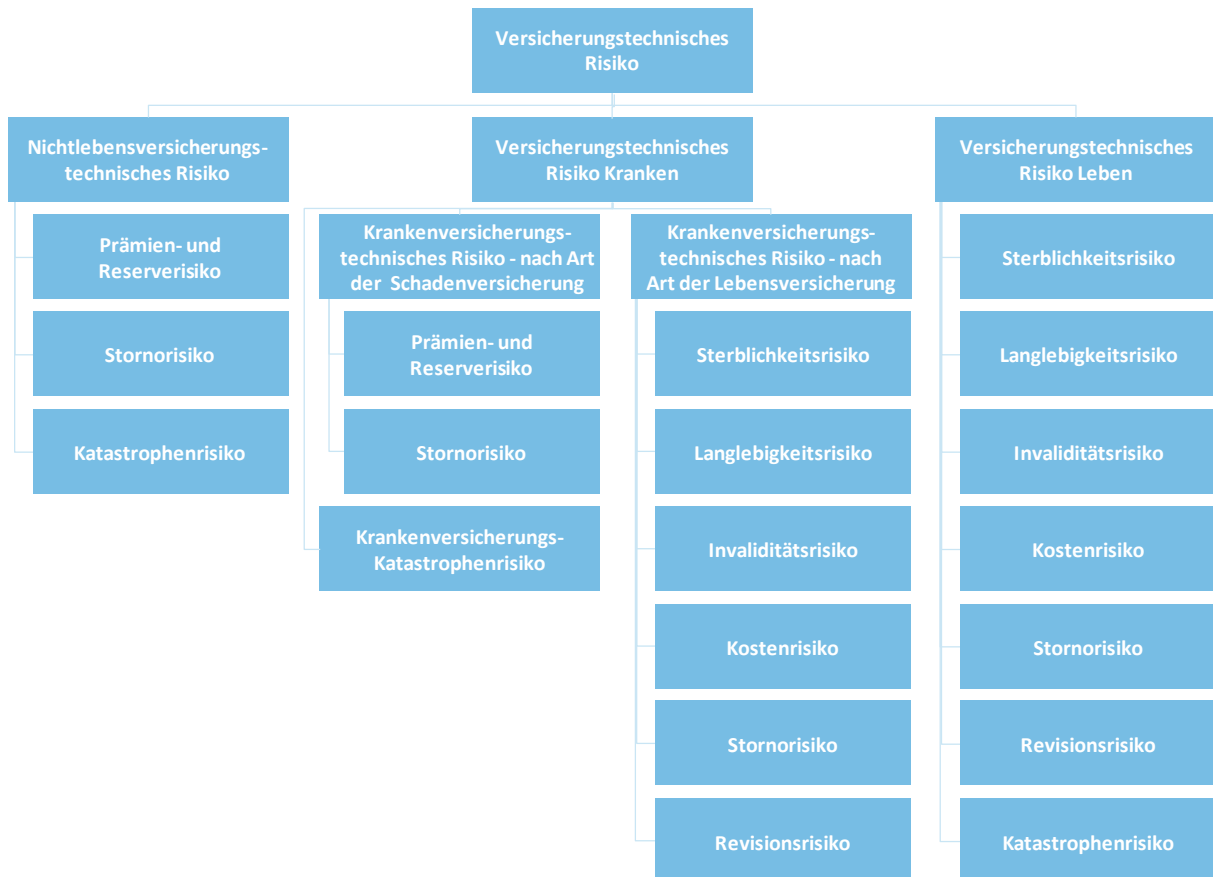 Versicherungstechnisches
Risiko
Nichtlebensversicherungs-
technisches Risiko
Prämien- und
Reserverisiko
Stornorisiko
Katastrophenrisiko
Versicherungstechnisches
Risiko Kranken
Krankenversicherungs-
technisches Risiko - nach Art
der Schadenversicherung
Prämien- und
Reserverisiko
Stornorisiko
Krankenversicherungs-
Katastrophenrisiko
Krankenversicherungs-
technisches Risiko - nach
Art der Lebensversicherung
Sterblichkeitsrisiko
Langlebigkeitsrisiko
Invaliditätsrisiko
Kostenrisiko
Stornorisiko
Revisionsrisiko
Versicherungstechnisches
Risiko Leben
Sterblichkeitsrisiko
Langlebigkeitsrisiko
Invaliditätsrisiko
Kostenrisiko
Stornorisiko
Revisionsrisiko
Katastrophenrisiko